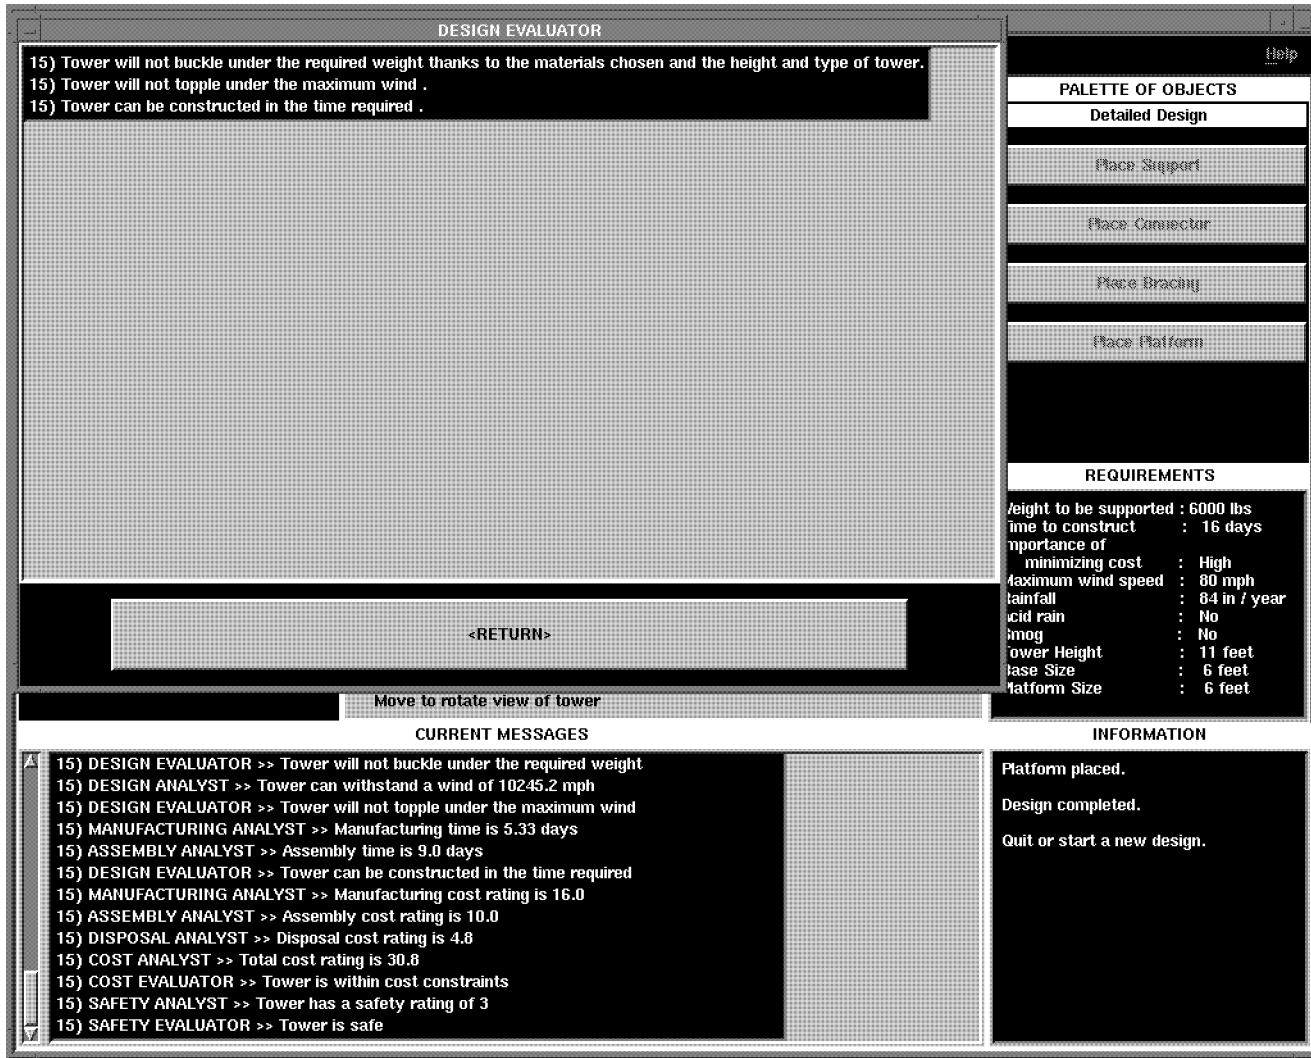 DESIGN EVALUATOR
15) Tower will not buckle under the required weight thanks to the materials chosen and the height and type of tower.
15) Tower will not topple under the maximum wind .
15) Tower can be constructed in the time required .
<RETURN>
Help
PALETTE OF OBJECTS
Detailed Design
Place Support
Place Connector
Place Bracing
Place Platform
REQUIREMENTS
eight to be supported : 6000 lbs
ime to construct : 16 days
mportance of
minimizing cost : High
Maximum wind speed : 80 mph
Rainfall : 84 in / year
cid rain : No
Smog : No
Tower Height : 11 feet
Base Size : 6 feet
Platform Size : 6 feet
Move to rotate view of tower
CURRENT MESSAGES
15) DESIGN EVALUATOR >> Tower will not buckle under the required weight
15) DESIGN ANALYST >> Tower can withstand a wind of 10245.2 mph
15) DESIGN EVALUATOR >> Tower will not topple under the maximum wind
15) MANUFACTURING ANALYST >> Manufacturing time is 5.33 days
15) ASSEMBLY ANALYST >> Assembly time is 9.0 days
15) DESIGN EVALUATOR >> Tower can be constructed in the time required
15) MANUFACTURING ANALYST >> Manufacturing cost rating is 16.0
15) ASSEMBLY ANALYST >> Assembly cost rating is 10.0
15) DISPOSAL ANALYST >> Disposal cost rating is 4.8
15) COST ANALYST >> Total cost rating is 30.8
15) COST EVALUATOR >> Tower is within cost constraints
15) SAFETY ANALYST >> Tower has a safety rating of 3
15) SAFETY EVALUATOR >> Tower is safe
INFORMATION
Platform placed.
Design completed.
Quit or start a new design.